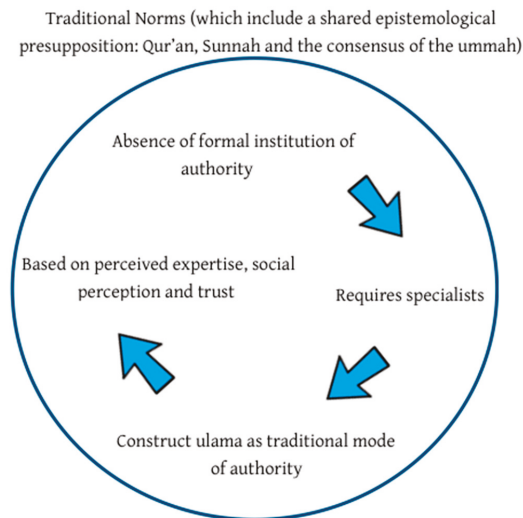 Traditional Norms (which include a shared epistemological
presupposition: Qur’an, Sunnah and the consensus of the ummah)
Absence of formal institution of
authority
Based on perceived expertise, social
perception and trust
Requires specialists
Construct ulama as traditional mode
of authority